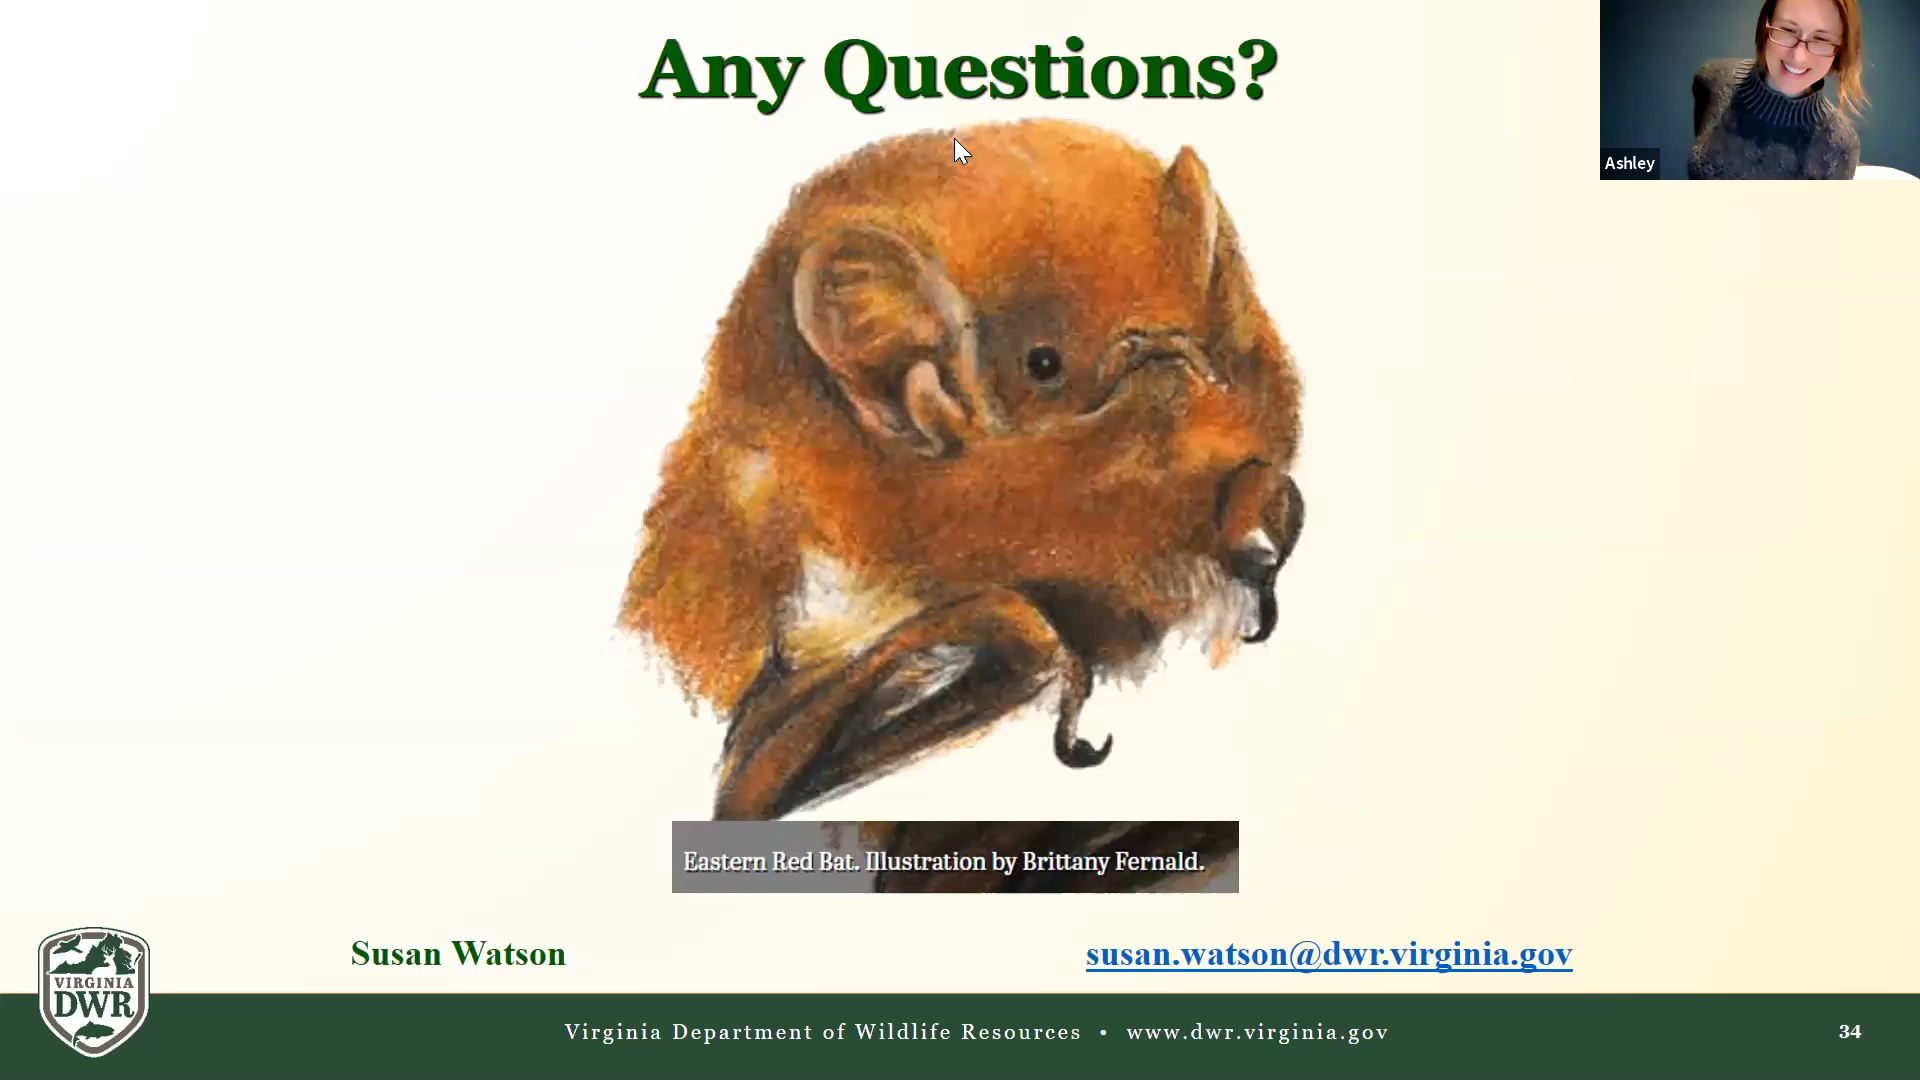 Any Questions?
Ashley
Eastern Red Bat. Illustration by Brittany Fernald.
Susan Watson
susan.watson@dwr.virginia.gov
VIRGINIA
DWR
Virginia Department of Wildlife Resources • www.dwr.virginia.gov
34